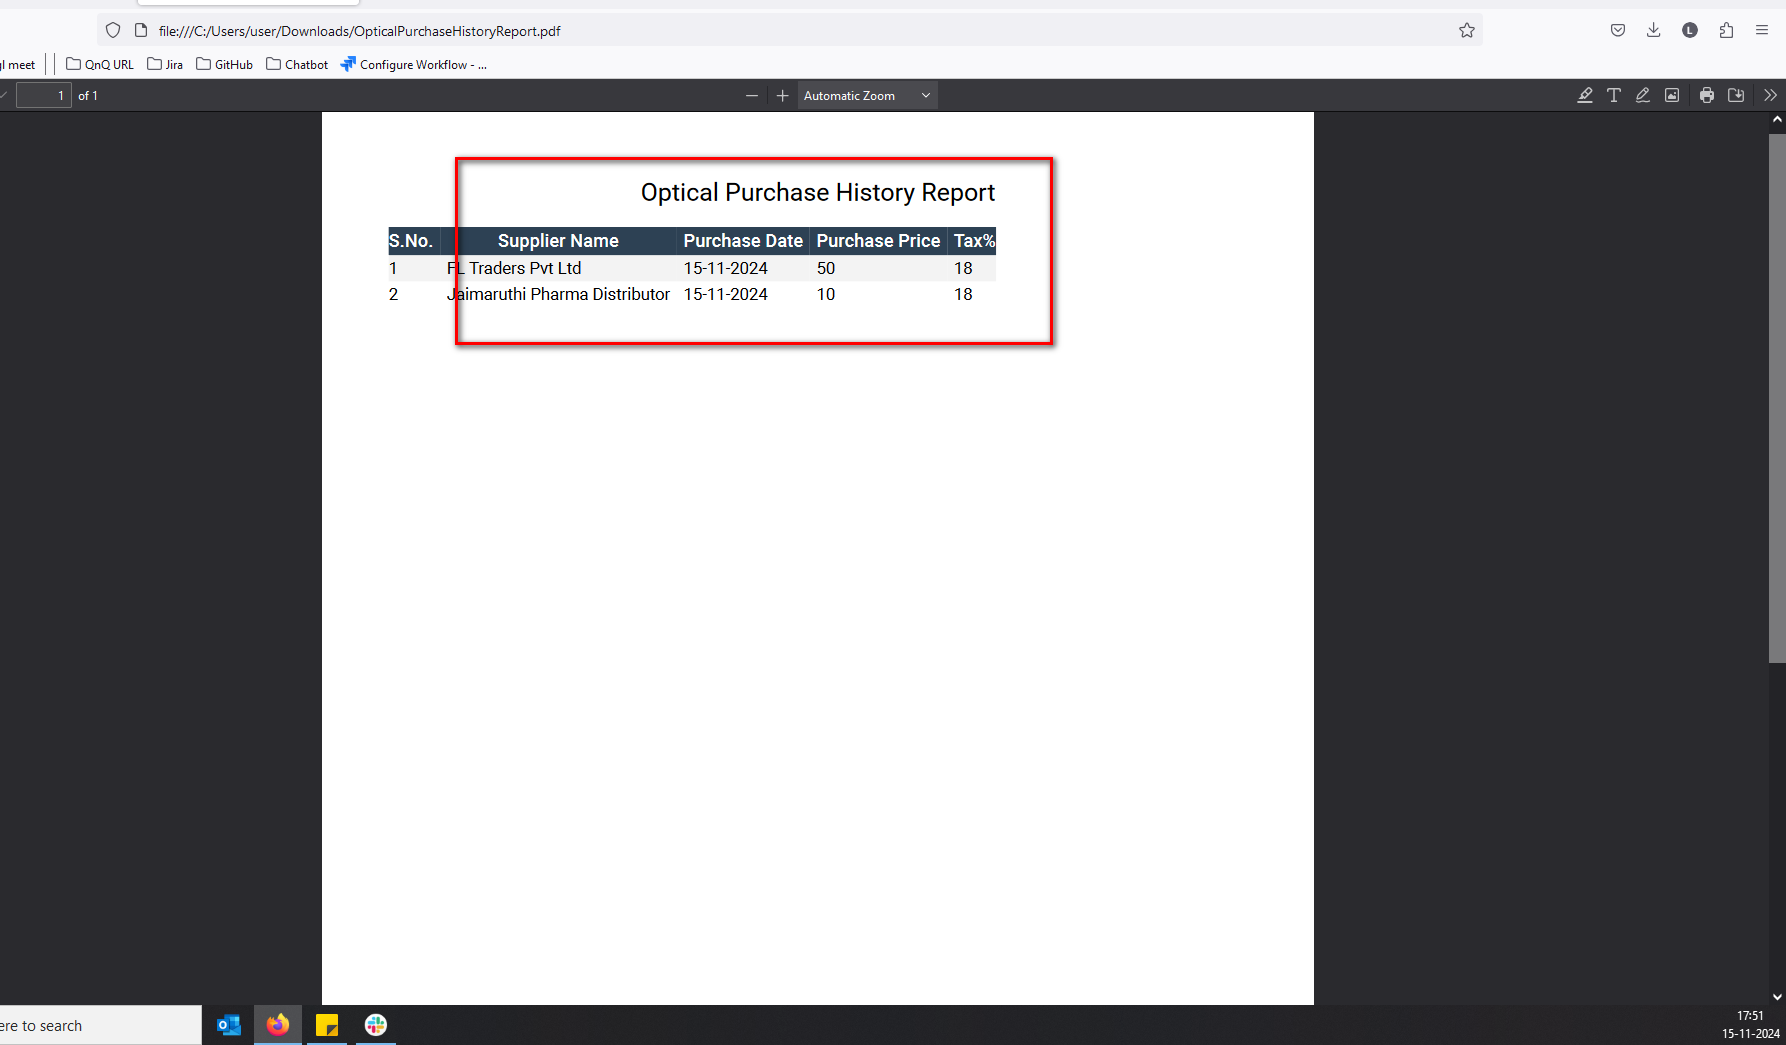 file:///C:/Users/user/Downloads/OpticalPurchaseHistoryReport.pdf
meet QnQ URL Jira GitHub Chatbot Configure Workflow - ...
1 of 1 Automatic Zoom
Optical Purchase History Report
S.No. Supplier Name Purchase Date Purchase Price Tax%
1 FL Traders Pvt Ltd 15-11-2024 50 18
2 Jaimaruthi Pharma Distributor 15-11-2024 10 18
ere to search
17:51
15-11-2024